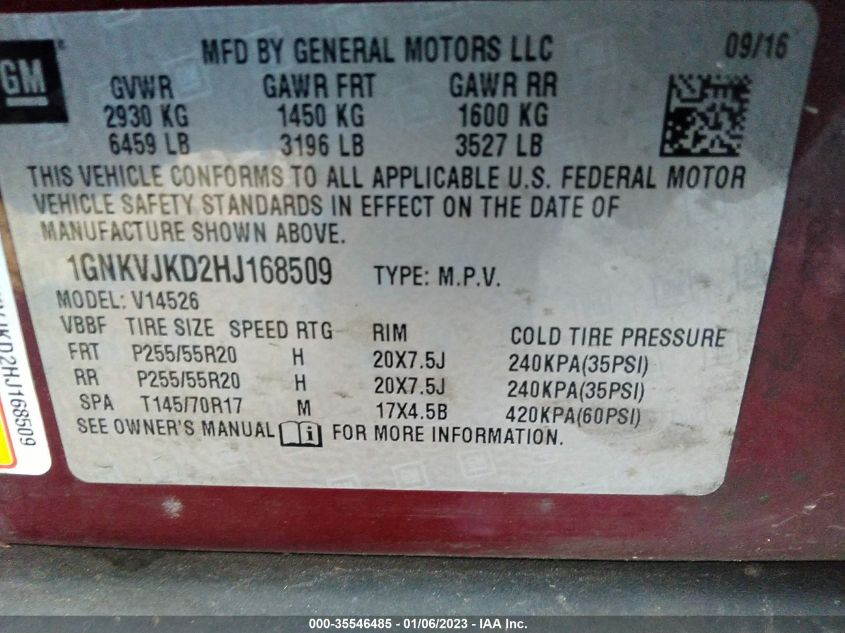 GM
MFD BY GENERAL MOTORS LLC 09/16
GVWR GAWR FRT GAWR RR
2930 KG 1450 KG 1600 KG
6459 LB 3196 LB 3527 LB
THIS VEHICLE CONFORMS TO ALL APPLICABLE U.S. FEDERAL MOTOR
VEHICLE SAFETY STANDARDS IN EFFECT ON THE DATE OF
MANUFACTURE SHOWN ABOVE.
1GNKVJKD2HJ168509 TYPE: M.P.V.
MODEL: V14526
VBBF TIRE SIZE SPEED RTG RIM COLD TIRE PRESSURE
FRT P255/55R20 H 20X7.5J 240KPA(35PSI)
RR P255/55R20 H 20X7.5J 240KPA(35PSI)
SPA T145/70R17 M 17X4.5B 420KPA(60PSI)
SEE OWNER'S MANUAL i FOR MORE INFORMATION.
KD2HJ168509
000-35546485 - 01/06/2023 - IAA Inc.